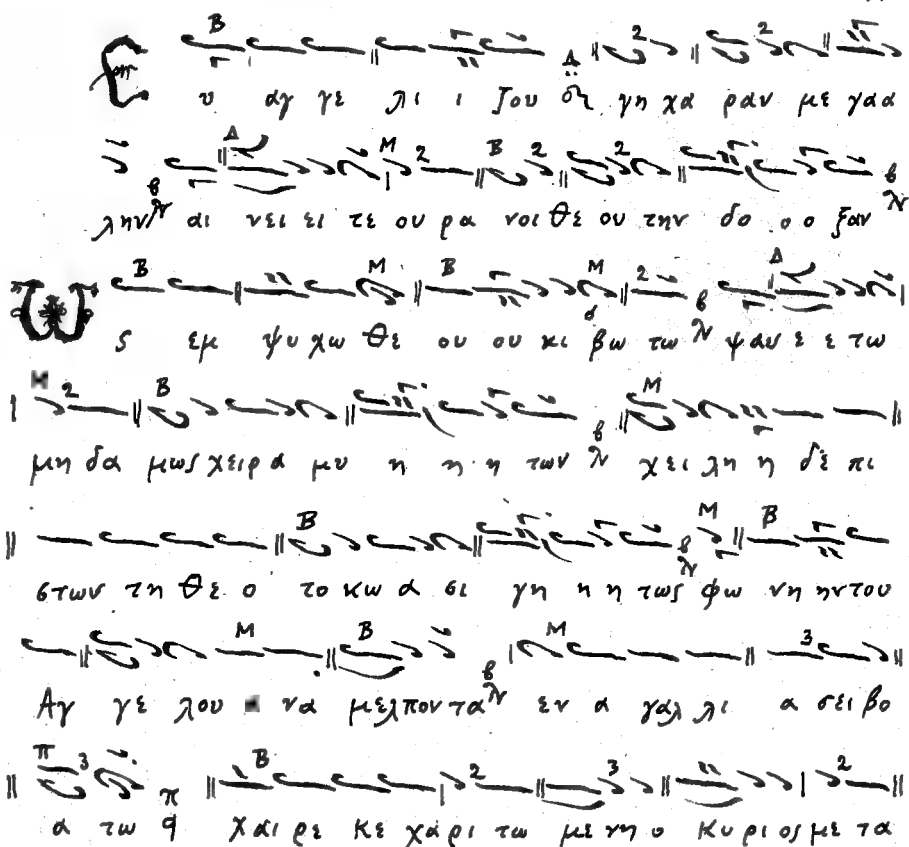 Ευ αγ γε λι ι ζου γη χα ραν με γαα
λην αι νει ει τε ου ρα νοι θε ου την δο ο ο ξαν
Ως εμ ψυ χω θε ου ου κι βω τω ψαυ ε ε τω
μη δα μως χειρ α μυ η η η των χει λη η δε πι
στων τη θε ο το κω α σι γη η η τως φω νη ην του
Αγ γε λου α να μελ πον τα εν α γαλ λι α σει βο
α τω χαι ρε κε χα ρι τω με νη ο Κυ ρι ος με τα